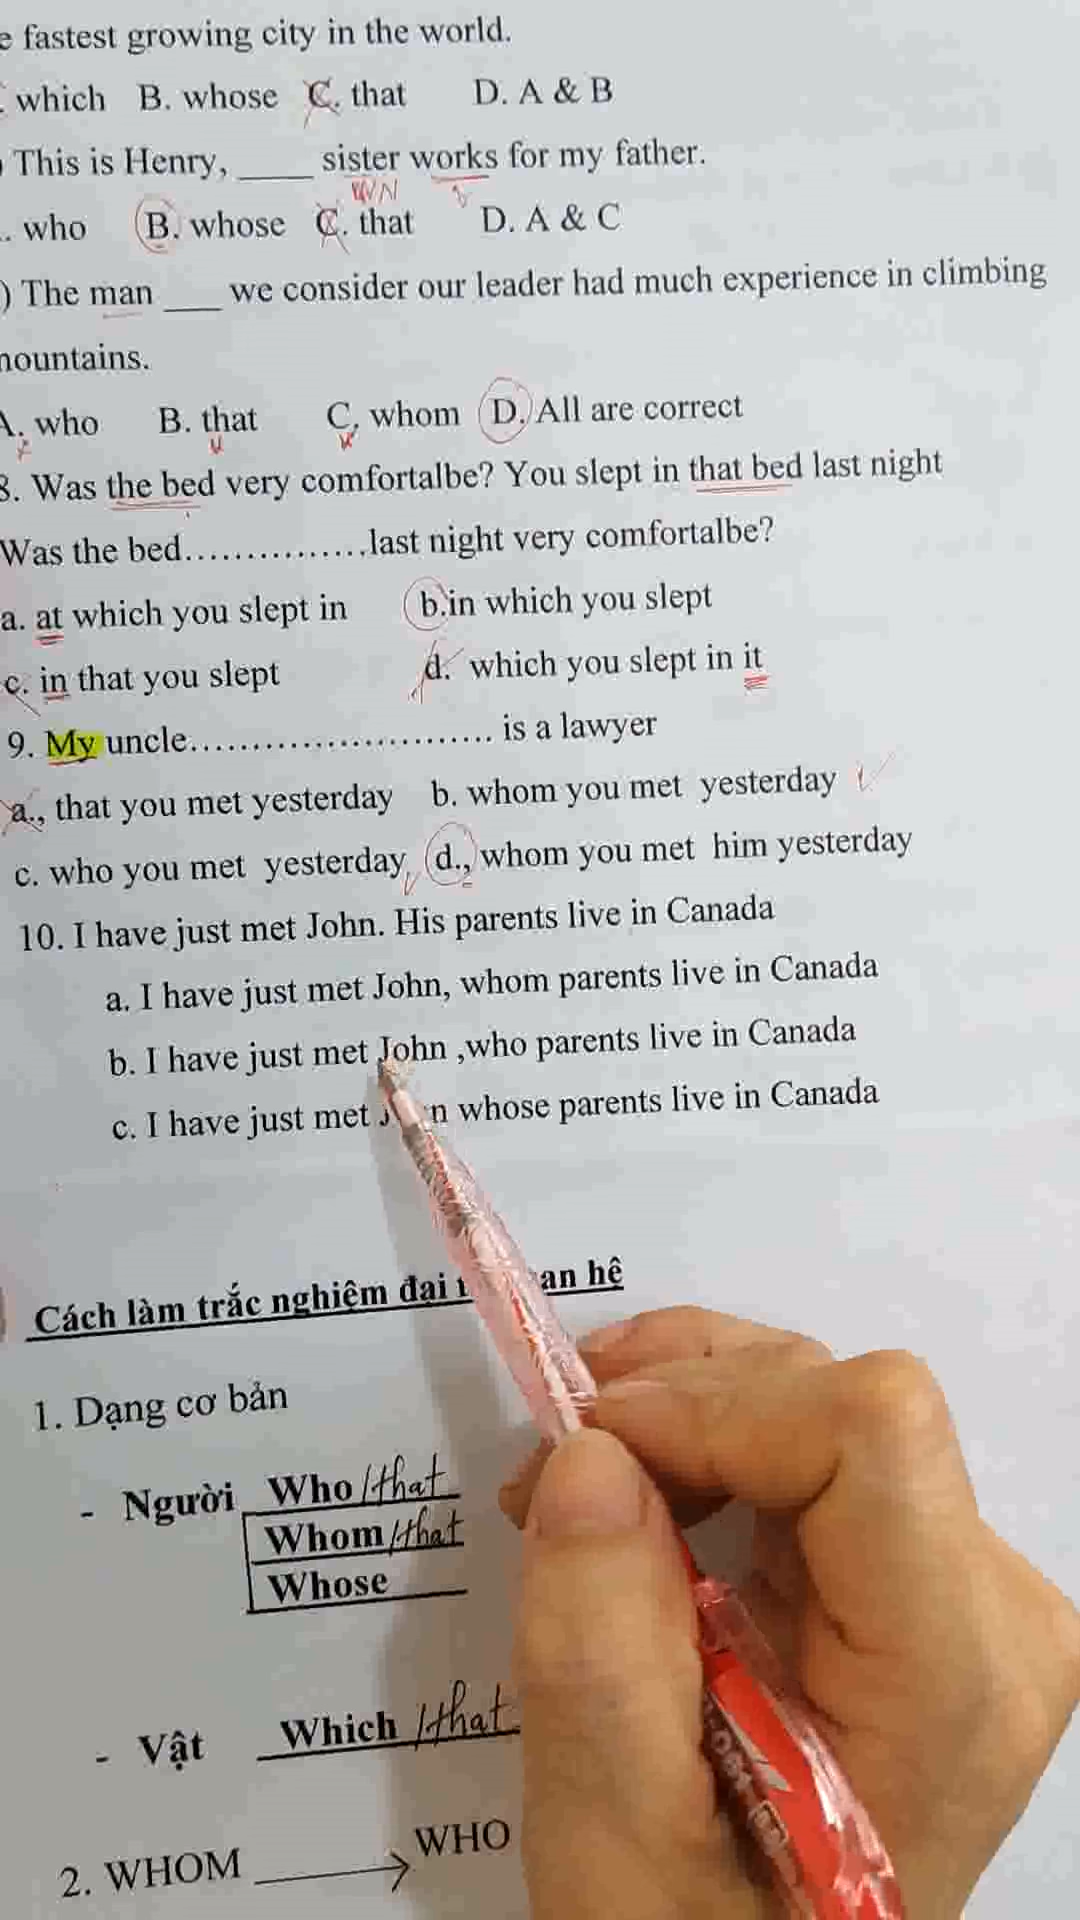 fastest growing city in the world.
which B. whose C. that D. A & B
This is Henry, ____ sister works for my father.
WN
who B. whose C. that D. A & C
) The man ____ we consider our leader had much experience in climbing
mountains.
A. who B. that C. whom D. All are correct
8. Was the bed very comfortalbe? You slept in that bed last night
Was the bed...............last night very comfortalbe?
a. at which you slept in b.in which you slept
c. in that you slept d. which you slept in it
9. My uncle......................... is a lawyer
a., that you met yesterday b. whom you met yesterday
c. who you met yesterday, d., whom you met him yesterday
10. I have just met John. His parents live in Canada
a. I have just met John, whom parents live in Canada
b. I have just met John ,who parents live in Canada
c. I have just met whose parents live in Canada
Cách làm trắc nghiệm đại hệ
1. Dạng cơ bản
- Người Who/that
Whom/that
Whose
- Vật Which/that
2. WHOM → WHO